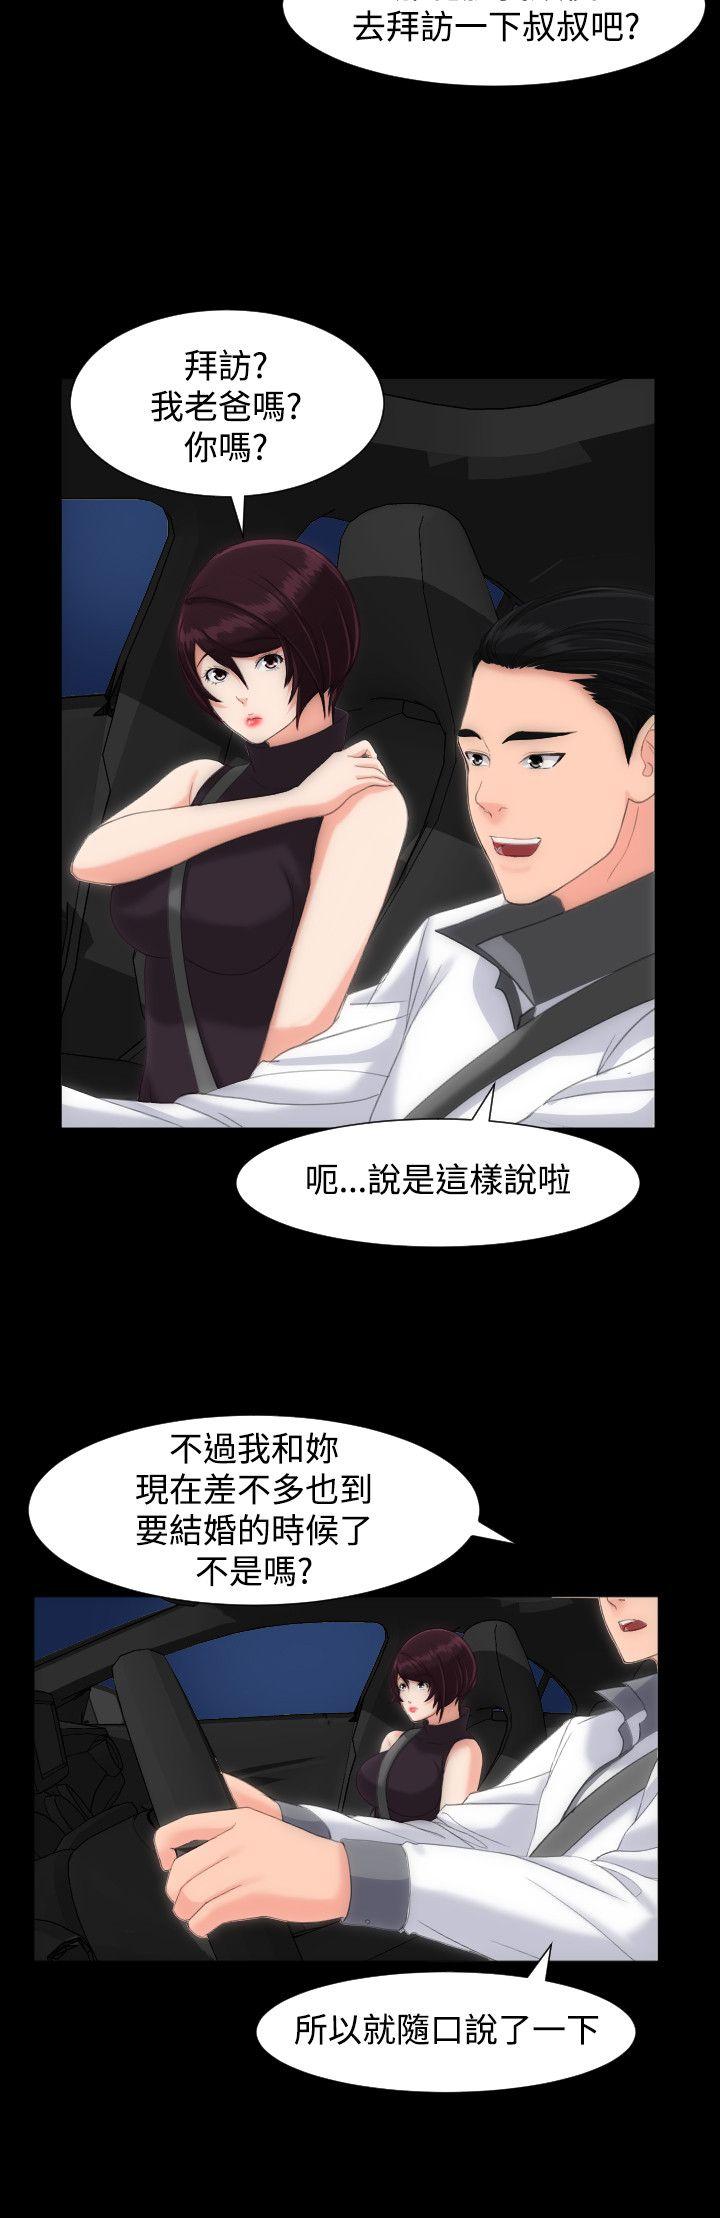 去拜訪一下叔叔吧?
拜訪?
我老爸嗎?
你嗎?
呃...說是這樣說啦
不過我和妳
現在差不多也到
要結婚的時候了
不是嗎?
所以就隨口說了一下